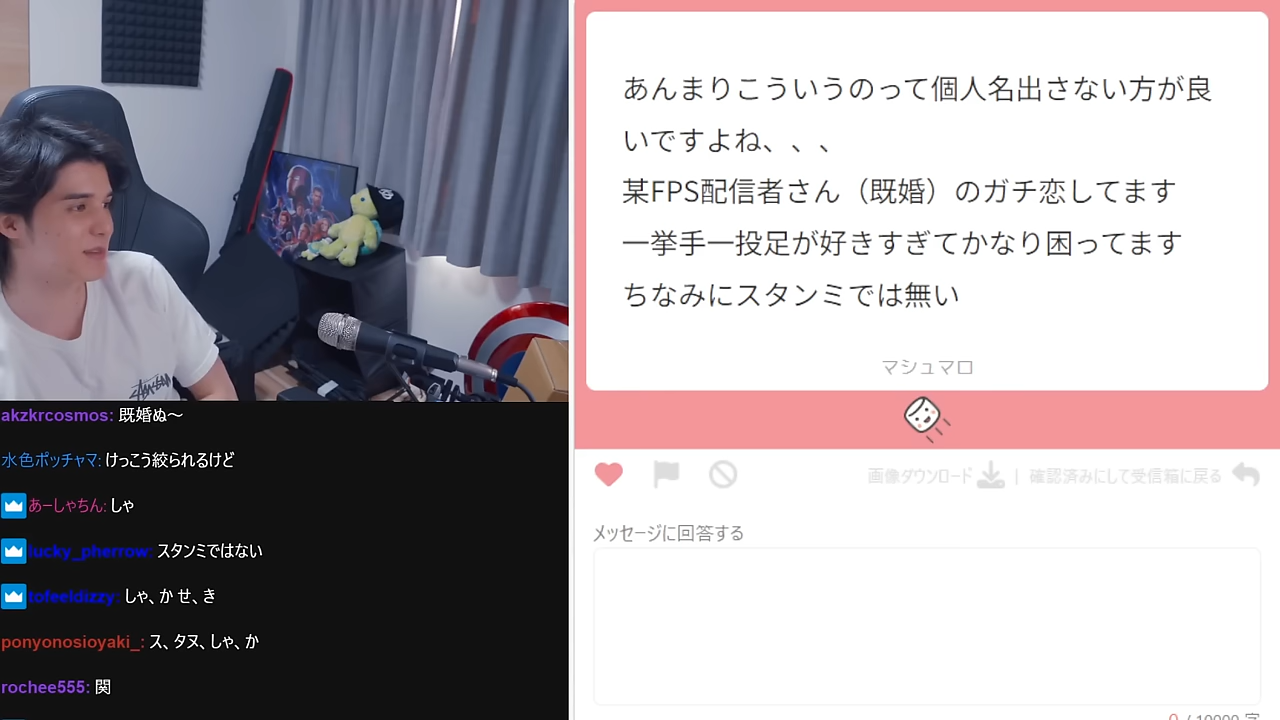 あんまりこういうのって個人名出さない方が良
いですよね、、、
某FPS配信者さん（既婚）のガチ恋してます
一挙手一投足が好きすぎてかなり困ってます
ちなみにスタンミでは無い
マシュマロ
画像ダウンロード | 確認済みにして受信箱に戻る
メッセージに回答する
0 / 10000 字
akzkrcosmos: 既婚ぬ〜
水色ポッチャマ: けっこう絞られるけど
あーしゃちん: しゃ
lucky_pherrow: スタンミではない
tofeeldizzy: しゃ、か せ、き
ponyonosioyaki_: ス、タヌ、しゃ、か
rochee555: 関